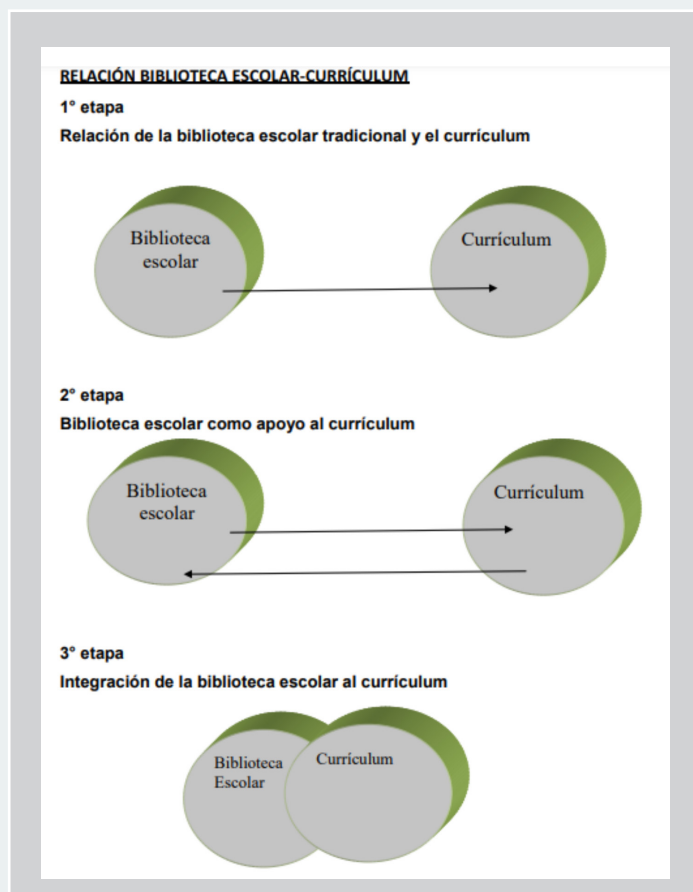 RELACIÓN BIBLIOTECA ESCOLAR-CURRÍCULUM
1° etapa
Relación de la biblioteca escolar tradicional y el currículum
Biblioteca
escolar
Currículum
2° etapa
Biblioteca escolar como apoyo al currículum
Biblioteca
escolar
Currículum
3° etapa
Integración de la biblioteca escolar al currículum
Biblioteca
Escolar
Currículum